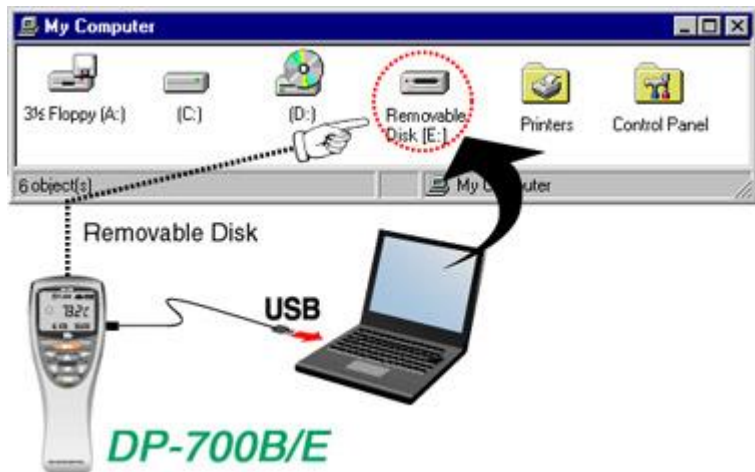 My Computer
3½ Floppy (A:)
(C:)
(D:)
Removable
Disk [E:]
Printers
Control Panel
6 object(s)
My Computer
Removable Disk
USB
DP-700B/E